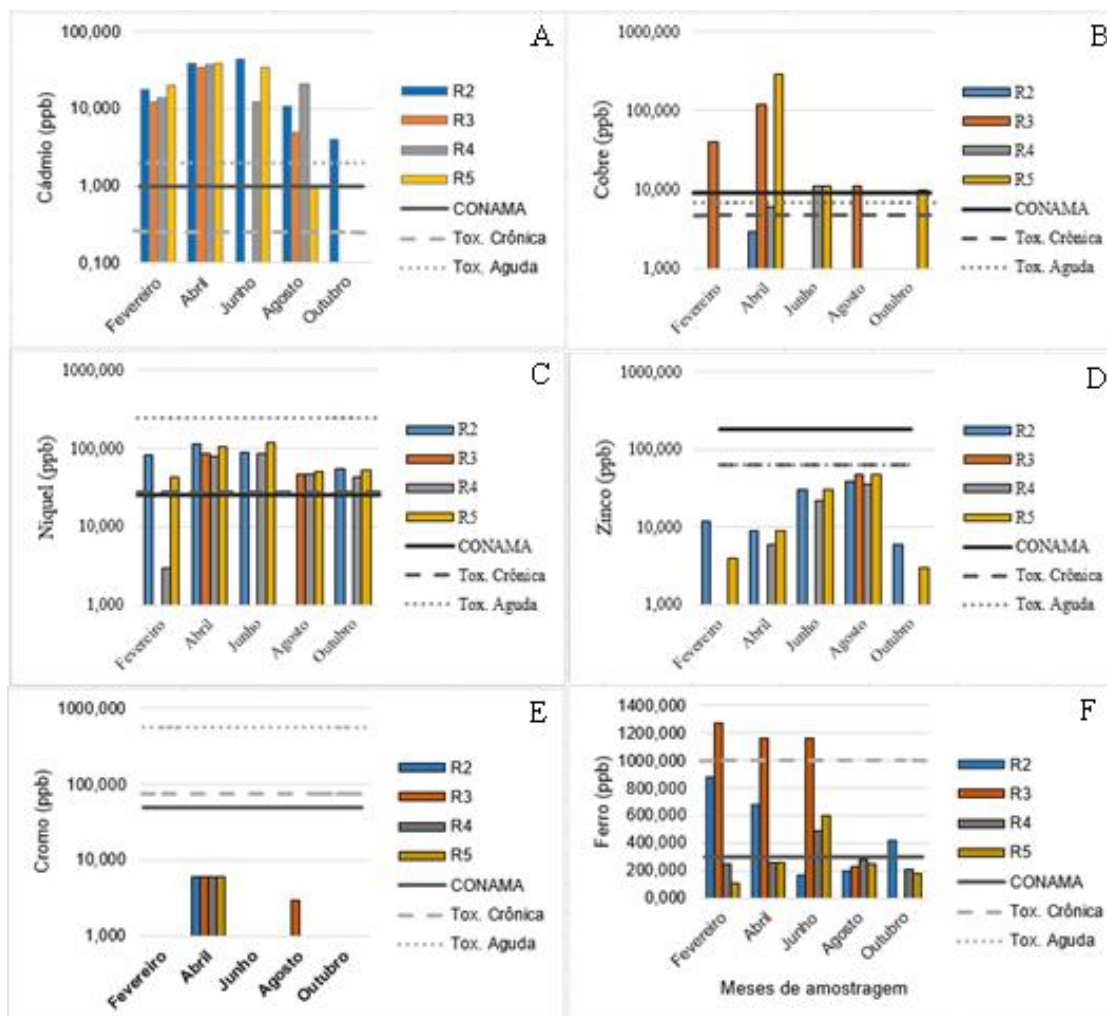 A
Cádmio (ppb)
100,000
10,000
1,000
0,100
Fevereiro
Abril
Junho
Agosto
Outubro
R2
R3
R4
R5
CONAMA
Tox. Crônica
Tox. Aguda
B
Cobre (ppb)
1000,000
100,000
10,000
1,000
Fevereiro
Abril
Junho
Agosto
Outubro
R2
R3
R4
R5
CONAMA
Tox. Crônica
Tox. Aguda
C
Níquel (ppb)
1000,000
100,000
10,000
1,000
Fevereiro
Abril
Junho
Agosto
Outubro
R2
R3
R4
R5
CONAMA
Tox. Crônica
Tox. Aguda
D
Zinco (ppb)
1000,000
100,000
10,000
1,000
Fevereiro
Abril
Junho
Agosto
Outubro
R2
R3
R4
R5
CONAMA
Tox. Crônica
Tox. Aguda
E
Cromo (ppb)
1000,000
100,000
10,000
1,000
Fevereiro
Abril
Junho
Agosto
Outubro
R2
R3
R4
R5
CONAMA
Tox. Crônica
Tox. Aguda
F
Ferro (ppb)
1400,000
1200,000
1000,000
800,000
600,000
400,000
200,000
0,000
Fevereiro
Abril
Junho
Agosto
Outubro
Meses de amostragem
R2
R3
R4
R5
CONAMA
Tox. Crônica
Tox. Aguda